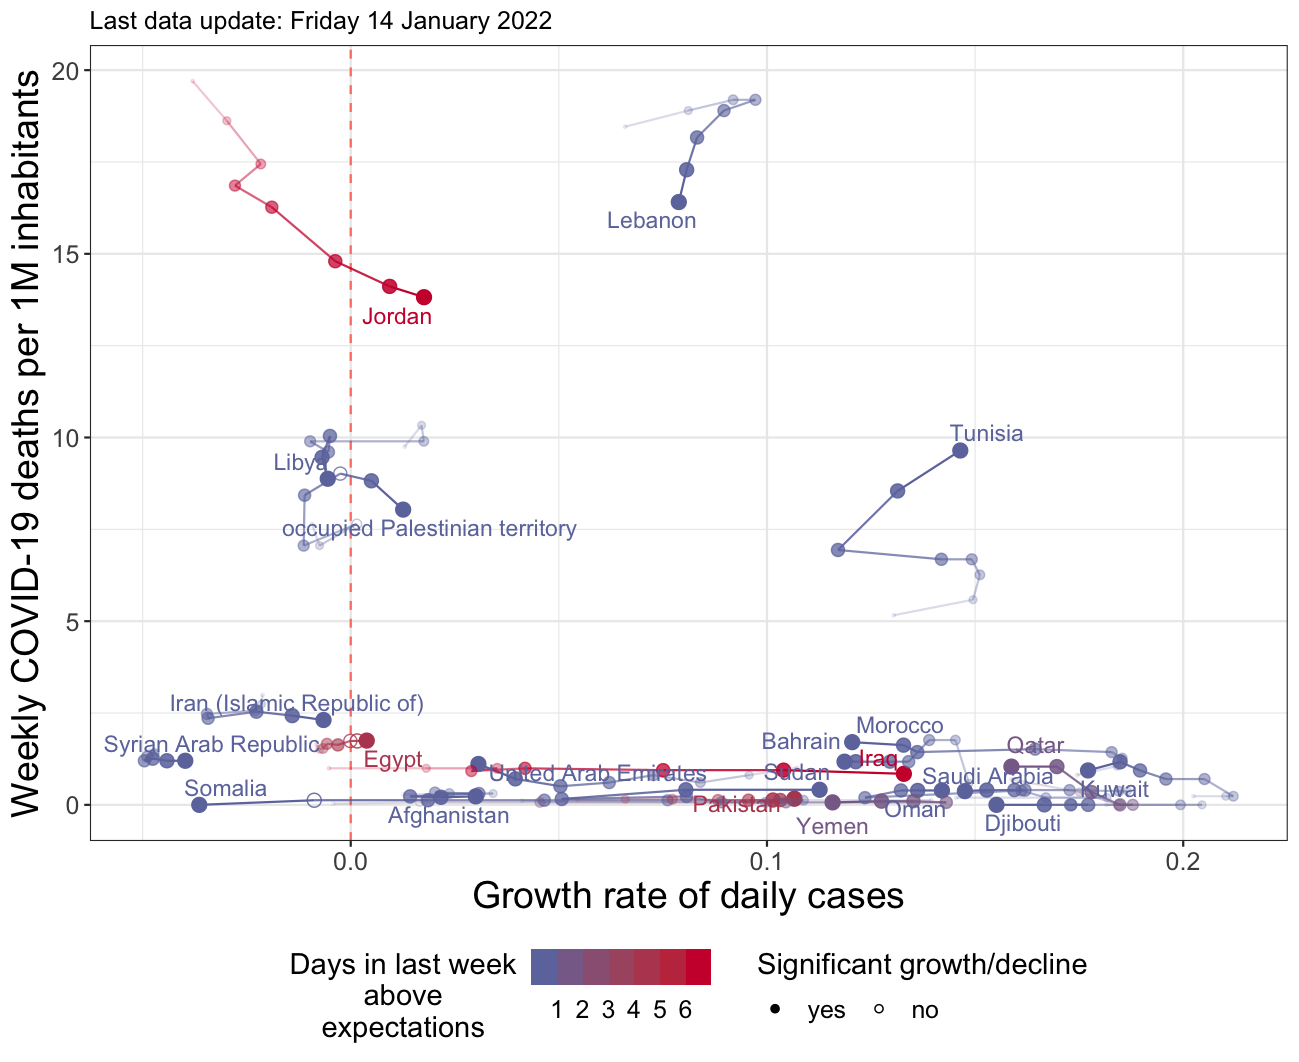 Last data update: Friday 14 January 2022
Weekly COVID-19 deaths per 1M inhabitants
20
15
10
5
0
Lebanon
Jordan
Tunisia
Libya
occupied Palestinian territory
Iran (Islamic Republic of)
Morocco
Syrian Arab Republic
Bahrain
Qatar
Egypt
Iraq
United Arab Emirates
Sudan
Saudi Arabia
Somalia
Kuwait
Pakistan
Oman
Afghanistan
Yemen
Djibouti
0.0 0.1 0.2
Growth rate of daily cases
Days in last week
above
expectations
1 2 3 4 5 6
Significant growth/decline
yes no